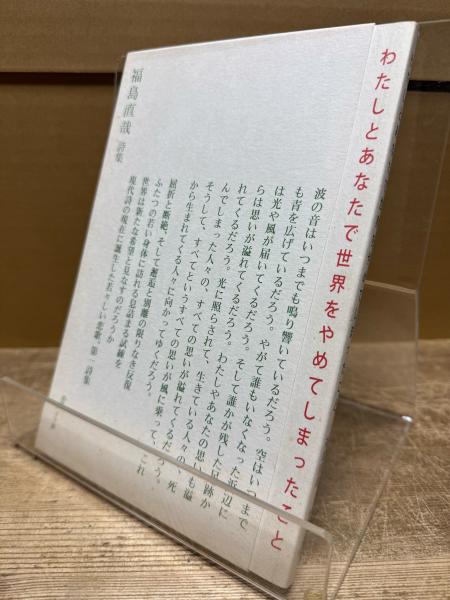 わたしとあなたで世界をやめてしまったこと
波の音はいつまでも鳴り響いているだろう。空はいつまで
も青を広げているだろう。やがて誰もいなくなった浜辺に
は光や風が届いてくるだろう。そして誰かが残した足跡か
らは思いが溢れてくるだろう。わたしやあなたの思いも溢
れてくるだろう。光に照らされて、生きている人々の、死
んでしまった人々の、すべての思いが溢れてくるだろう。
そうして、すべてというすべての思いが風に乗って、これ
から生まれてくる人々に向かってゆくだろう。
屈折と断絶、そして邂逅と別離の限りなき反復
ふたつの若い身体に訪れる息詰まる試練を
世界は新たな希望と見なすのだろうか
現代詩の現在に誕生した若々しい悲歌、第一詩集
福島直哉 詩集